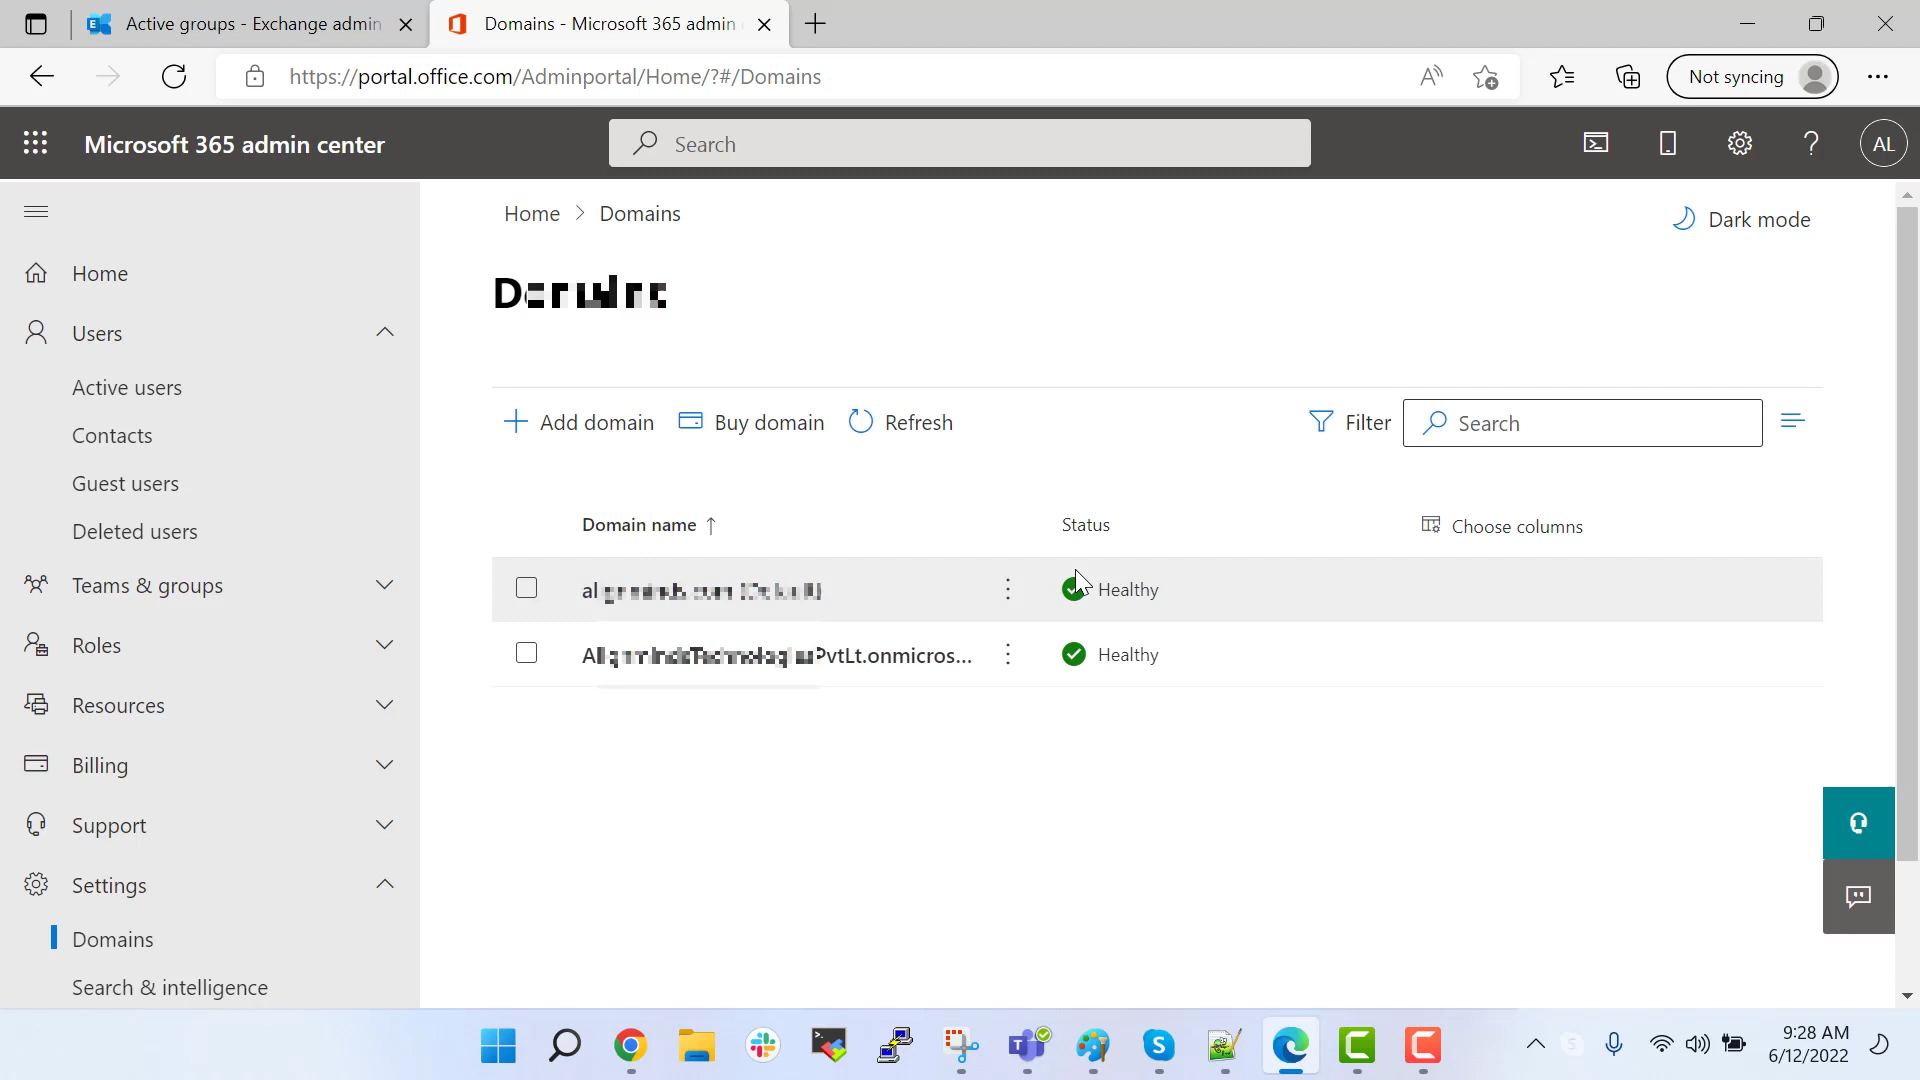 Active groups - Exchange admin
Domains - Microsoft 365 admin
https://portal.office.com/Adminportal/Home/?#/Domains
Not syncing
Microsoft 365 admin center
Search
AL
Home > Domains
Dark mode
Home
Users
Active users
Contacts
Guest users
Deleted users
Teams & groups
Roles
Resources
Billing
Support
Settings
Domains
Search & intelligence
Add domain
Buy domain
Refresh
Filter
Search
Domain name ↑
Status
Choose columns
Healthy
PvtLt.onmicros...
Healthy
9:28 AM
6/12/2022